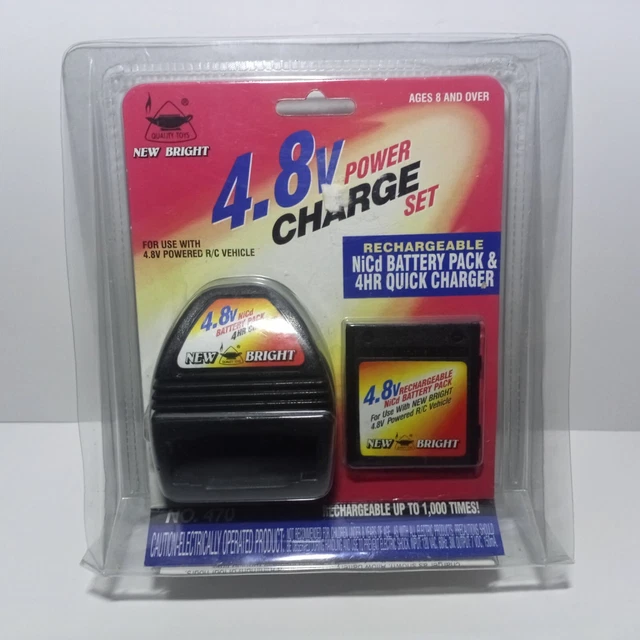 QUALITY TOYS
®
NEW BRIGHT
AGES 8 AND OVER
4.8V POWER
CHARGE
SET
FOR USE WITH
4.8V POWERED R/C VEHICLE
RECHARGEABLE
NiCd BATTERY PACK &
4HR QUICK CHARGER
4.8V NiCd
BATTERY PACK
4HR
NEW BRIGHT
4.8V RECHARGEABLE
NiCd BATTERY PACK
For Use With NEW BRIGHT
4.8V Powered R/C Vehicle!
NEW BRIGHT
NO. 470
RECHARGEABLE UP TO 1,000 TIMES!
CAUTION-ELECTRICALLY OPERATED PRODUCT: